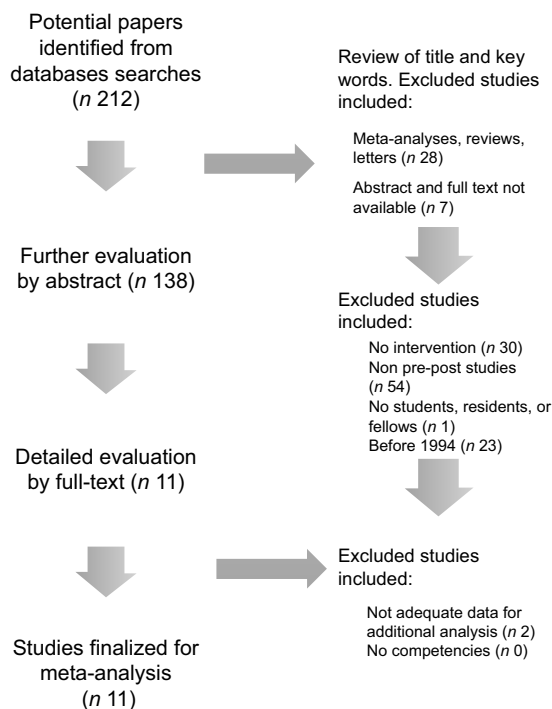 Potential papers
identified from
databases searches
(n 212)
Review of title and key
words. Excluded studies
included:
Meta-analyses, reviews,
letters (n 28)
Abstract and full text not
available (n 7)
Further evaluation
by abstract (n 138)
Excluded studies
included:
No intervention (n 30)
Non pre-post studies
(n 54)
No students, residents, or
fellows (n 1)
Before 1994 (n 23)
Detailed evaluation
by full-text (n 11)
Excluded studies
included:
Not adequate data for
additional analysis (n 2)
No competencies (n 0)
Studies finalized for
meta-analysis
(n 11)